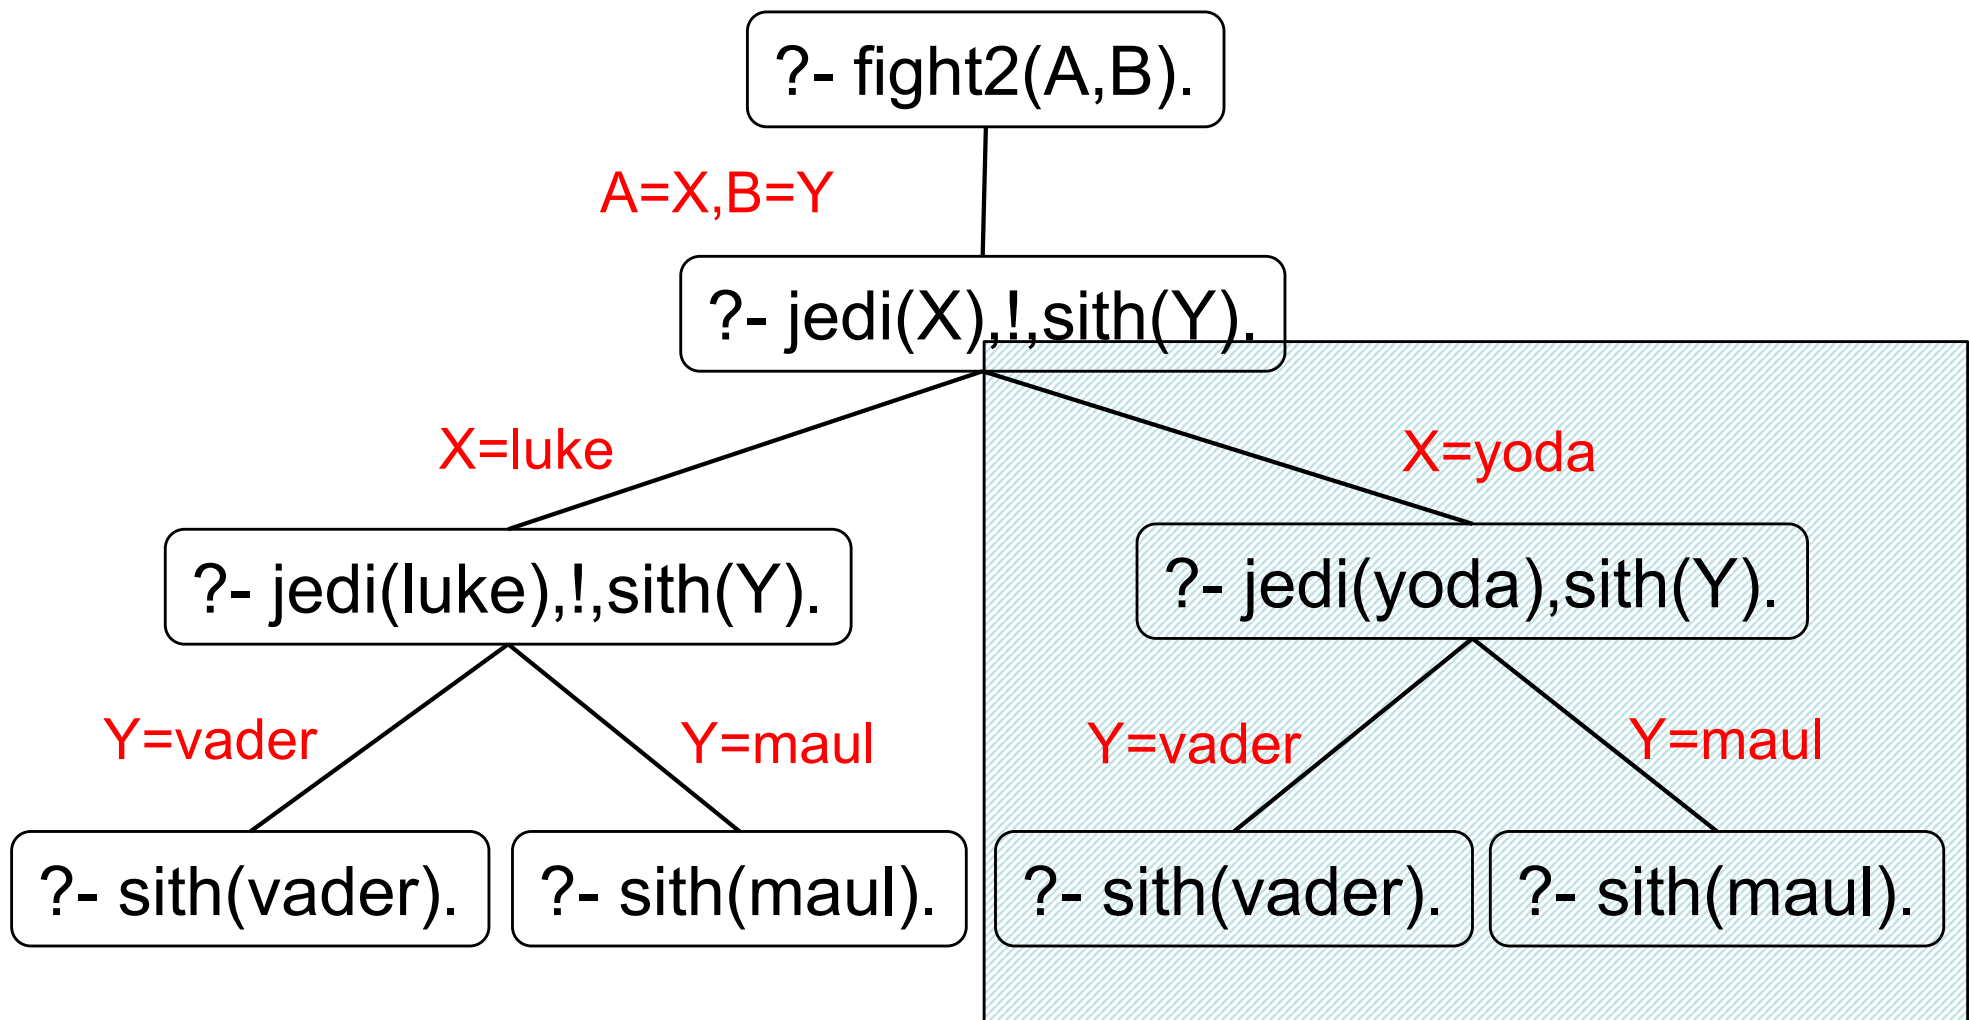 ?- fight2(A,B).
A=X,B=Y
?- jedi(X),!,sith(Y).
X=luke
X=yoda
?- jedi(luke),!,sith(Y).
?- jedi(yoda),sith(Y).
Y=vader
Y=maul
Y=vader
Y=maul
?- sith(vader).
?- sith(maul).
?- sith(vader).
?- sith(maul).